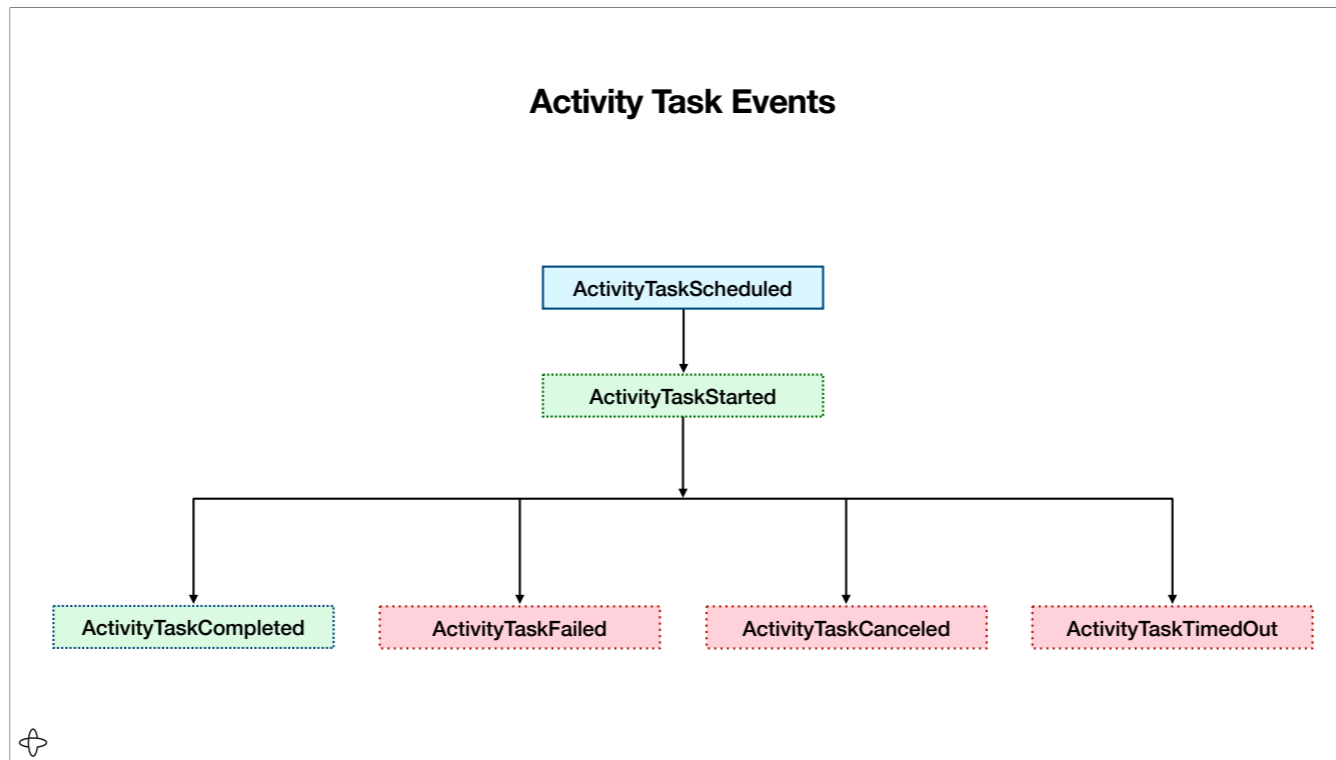 Activity Task Events
ActivityTaskScheduled
ActivityTaskStarted
ActivityTaskCompleted
ActivityTaskFailed
ActivityTaskCanceled
ActivityTaskTimedOut